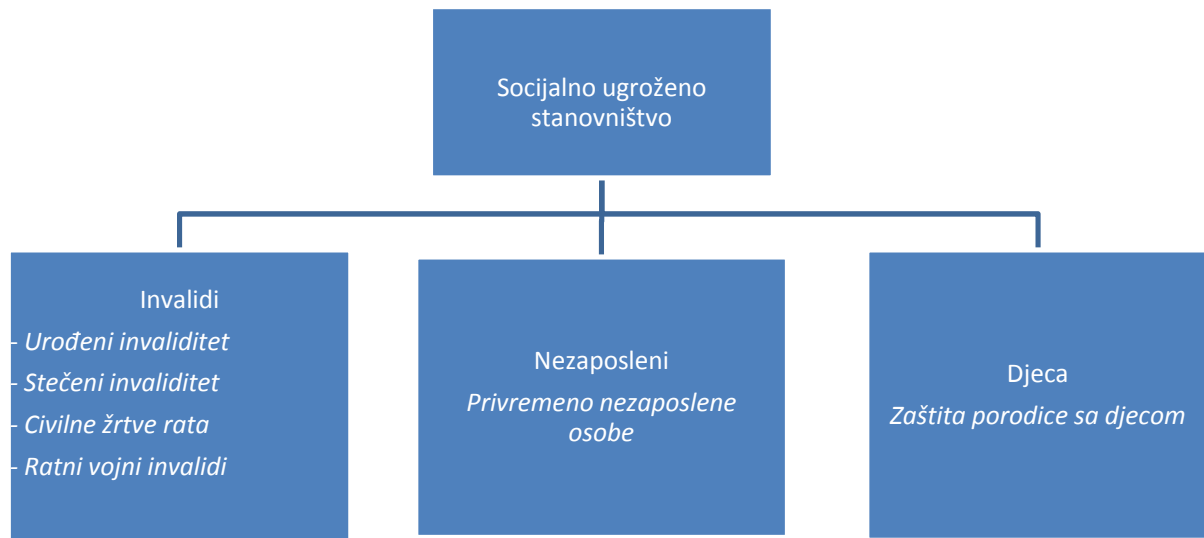 Socijalno ugroženo
stanovništvo
Invalidi
- Urođeni invaliditet
- Stečeni invaliditet
- Civilne žrtve rata
- Ratni vojni invalidi
Nezaposleni
Privremeno nezaposlene
osobe
Djeca
Zaštita porodice sa djecom